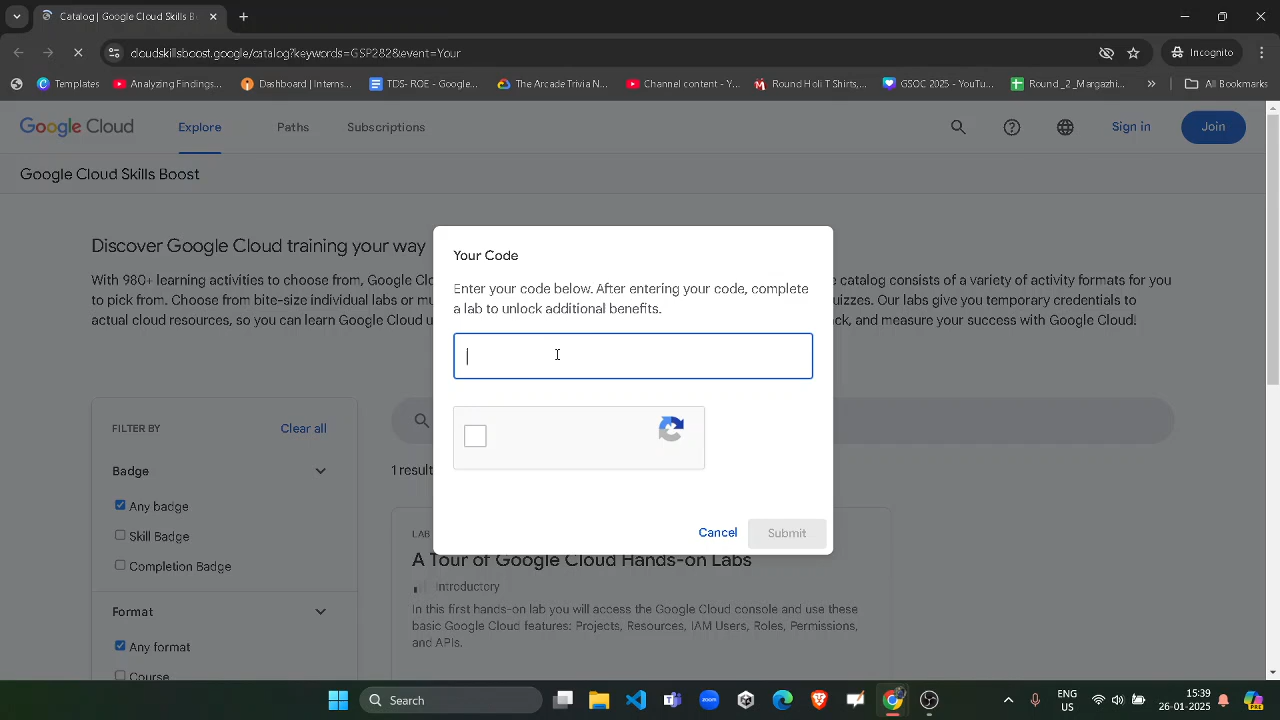 Catalog | Google Cloud Skills B
cloudskillsboost.google/catalog?keywords=GSP282&event=Your
Incognito
Templates
Analyzing Findings...
Dashboard | Interns...
TDS- ROE - Google...
The Arcade Trivia N...
Channel content - Y...
Round Holi T Shirts,...
GSOC 2025 - YouTu...
Round _2 _Margazhi...
»
All Bookmarks
Google Cloud
Explore
Paths
Subscriptions
Sign in
Join
Google Cloud Skills Boost
Discover Google Cloud training your way
With 980+ learning activities to choose from, Google Clo
catalog consists of a variety of activity formats for you
to pick from. Choose from bite-size individual labs or mu
quizzes. Our labs give you temporary credentials to
actual cloud resources, so you can learn Google Cloud u
ck, and measure your success with Google Cloud!
Your Code
Enter your code below. After entering your code, complete
a lab to unlock additional benefits.
Cancel
Submit
FILTER BY
Clear all
Badge
Any badge
Skill Badge
Completion Badge
Format
Any format
Course
1 result
LAB
A Tour of Google Cloud Hands-on Labs
Introductory
In this first hands-on lab you will access the Google Cloud console and use these
basic Google Cloud features: Projects, Resources, IAM Users, Roles, Permissions,
and APIs.
Search
zoom
ENG
US
15:39
26-01-2025
PRE